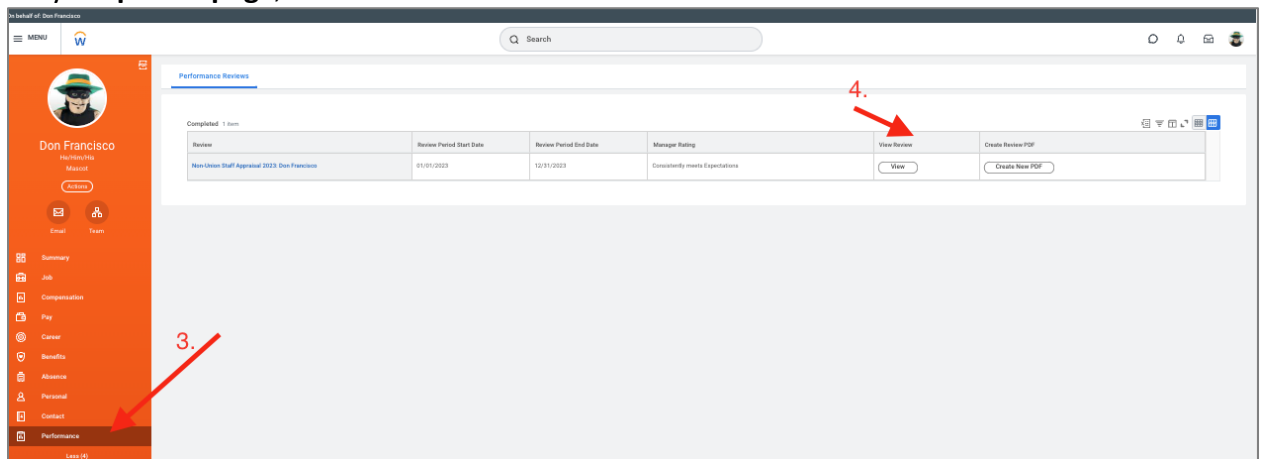 On behalf of: Don Francisco
MENU
W
Search
Performance Reviews
4.
Completed 1 item
Review Review Period Start Date Review Period End Date Manager Rating View Review Create Review PDF
Non-Union Staff Appraisal 2023: Don Francisco 01/01/2023 12/31/2023 Consistently meets Expectations View Create New PDF
Don Francisco
He/Him/His
Mascot
Actions
Email Team
Summary
Job
Compensation
Pay
Career
3.
Benefits
Absence
Personal
Contact
Performance
Less (4)